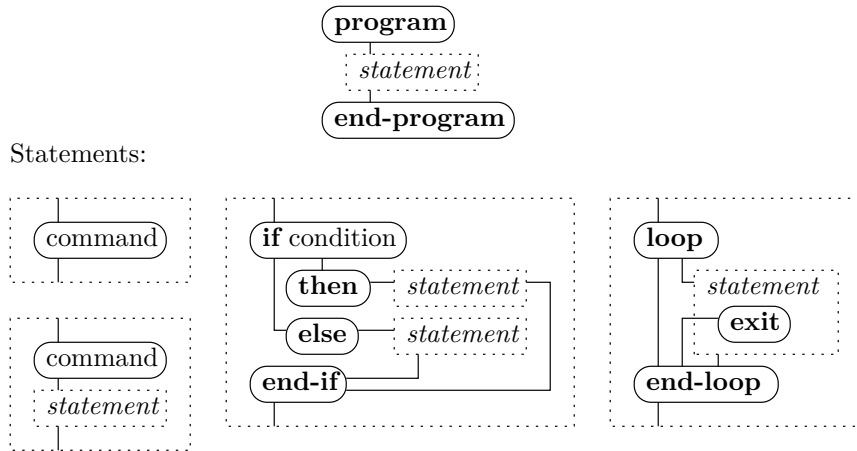 program
statement
end-program
Statements:
command
command
statement
if condition
then statement
else statement
end-if
loop
statement
exit
end-loop